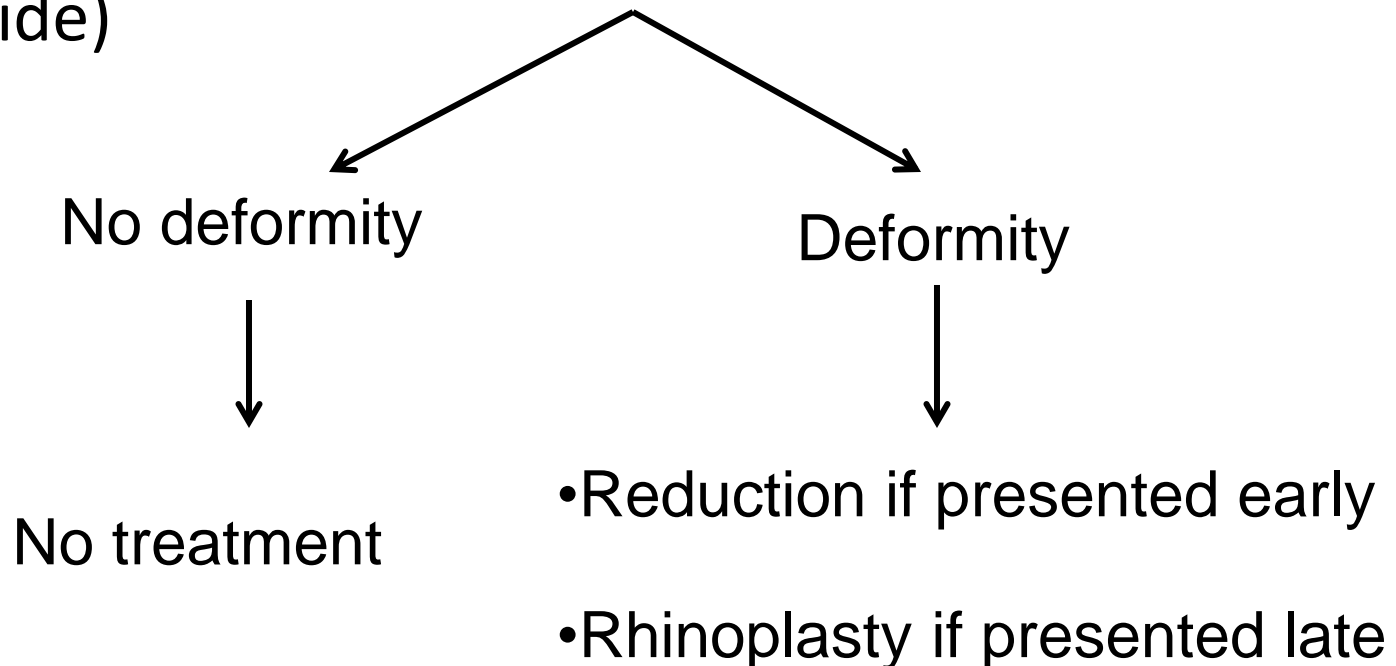 ide)
No deformity
Deformity
No treatment
•Reduction if presented early
•Rhinoplasty if presented late